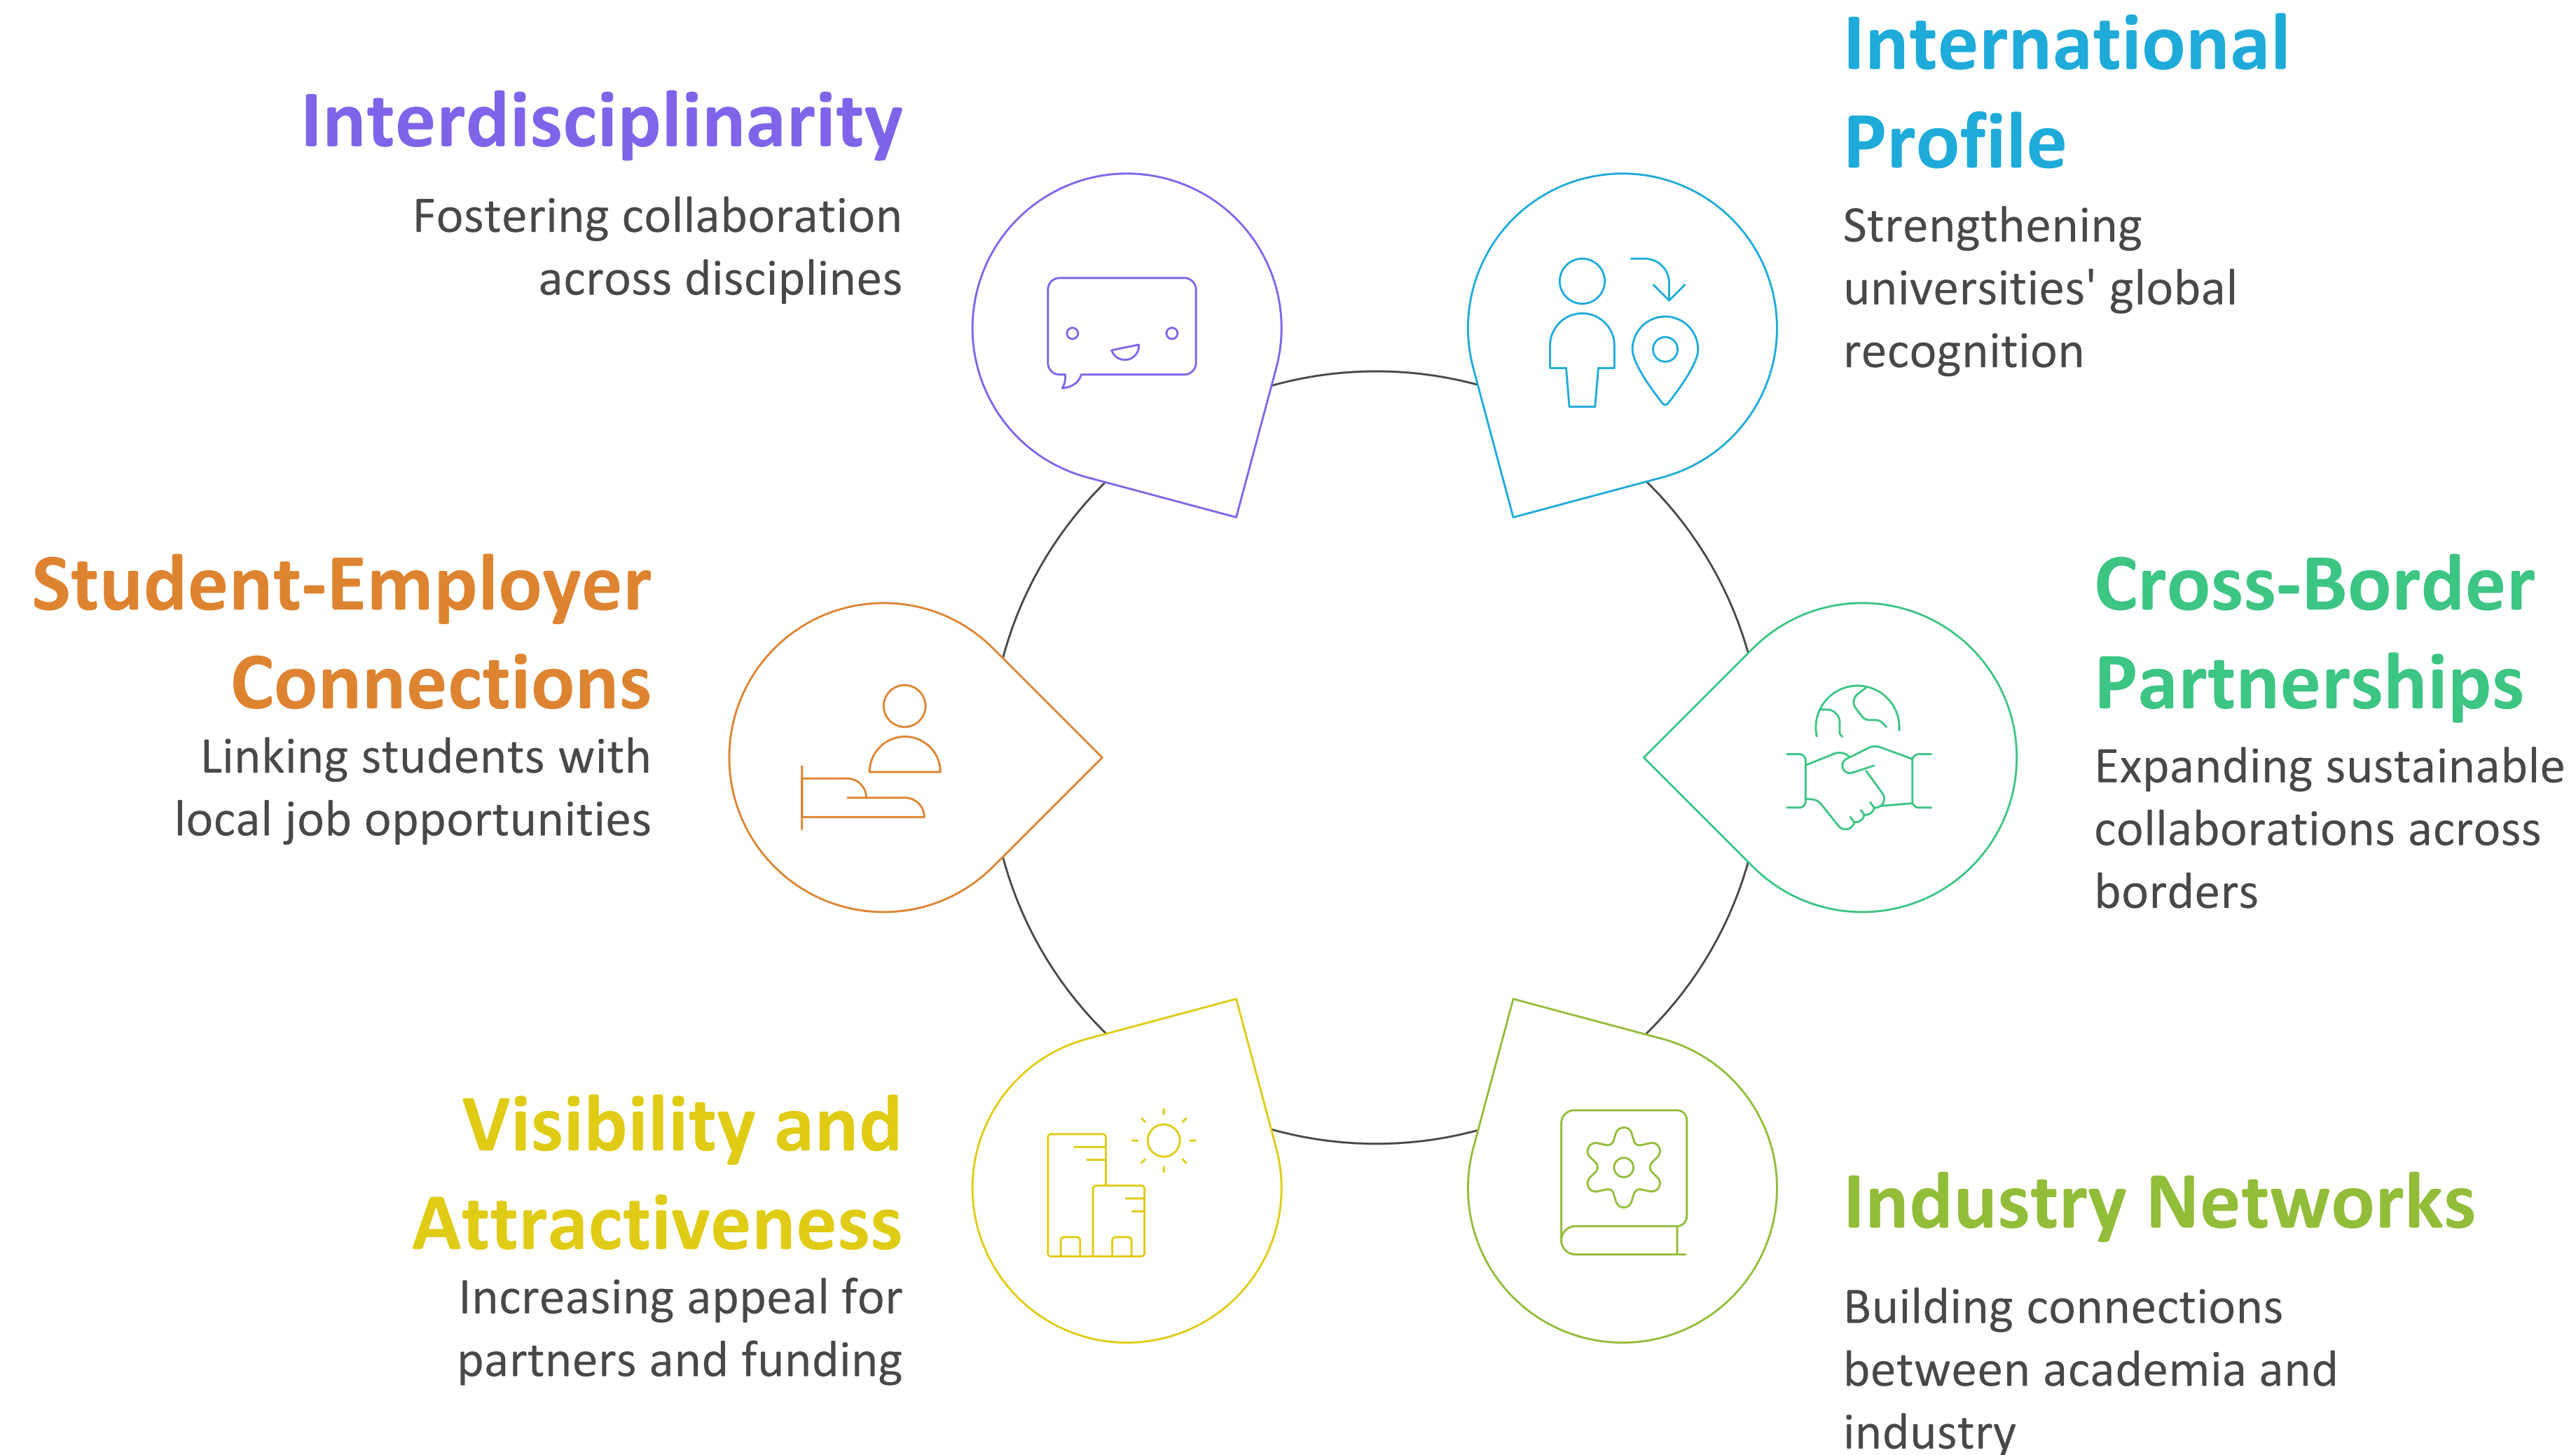 Interdisciplinarity
Fostering collaboration
across disciplines
International
Profile
Strengthening
universities' global
recognition
Student-Employer
Connections
Linking students with
local job opportunities
Cross-Border
Partnerships
Expanding sustainable
collaborations across
borders
Visibility and
Attractiveness
Increasing appeal for
partners and funding
Industry Networks
Building connections
between academia and
industry